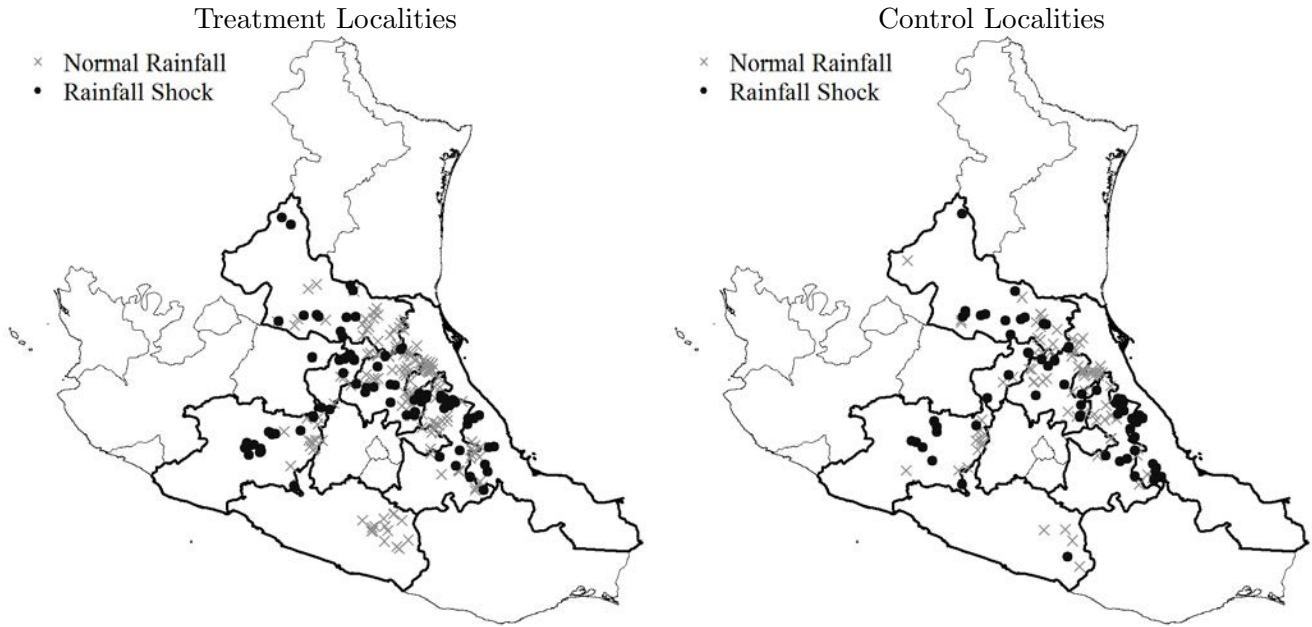 Treatment Localities
× Normal Rainfall
• Rainfall Shock
Control Localities
× Normal Rainfall
• Rainfall Shock